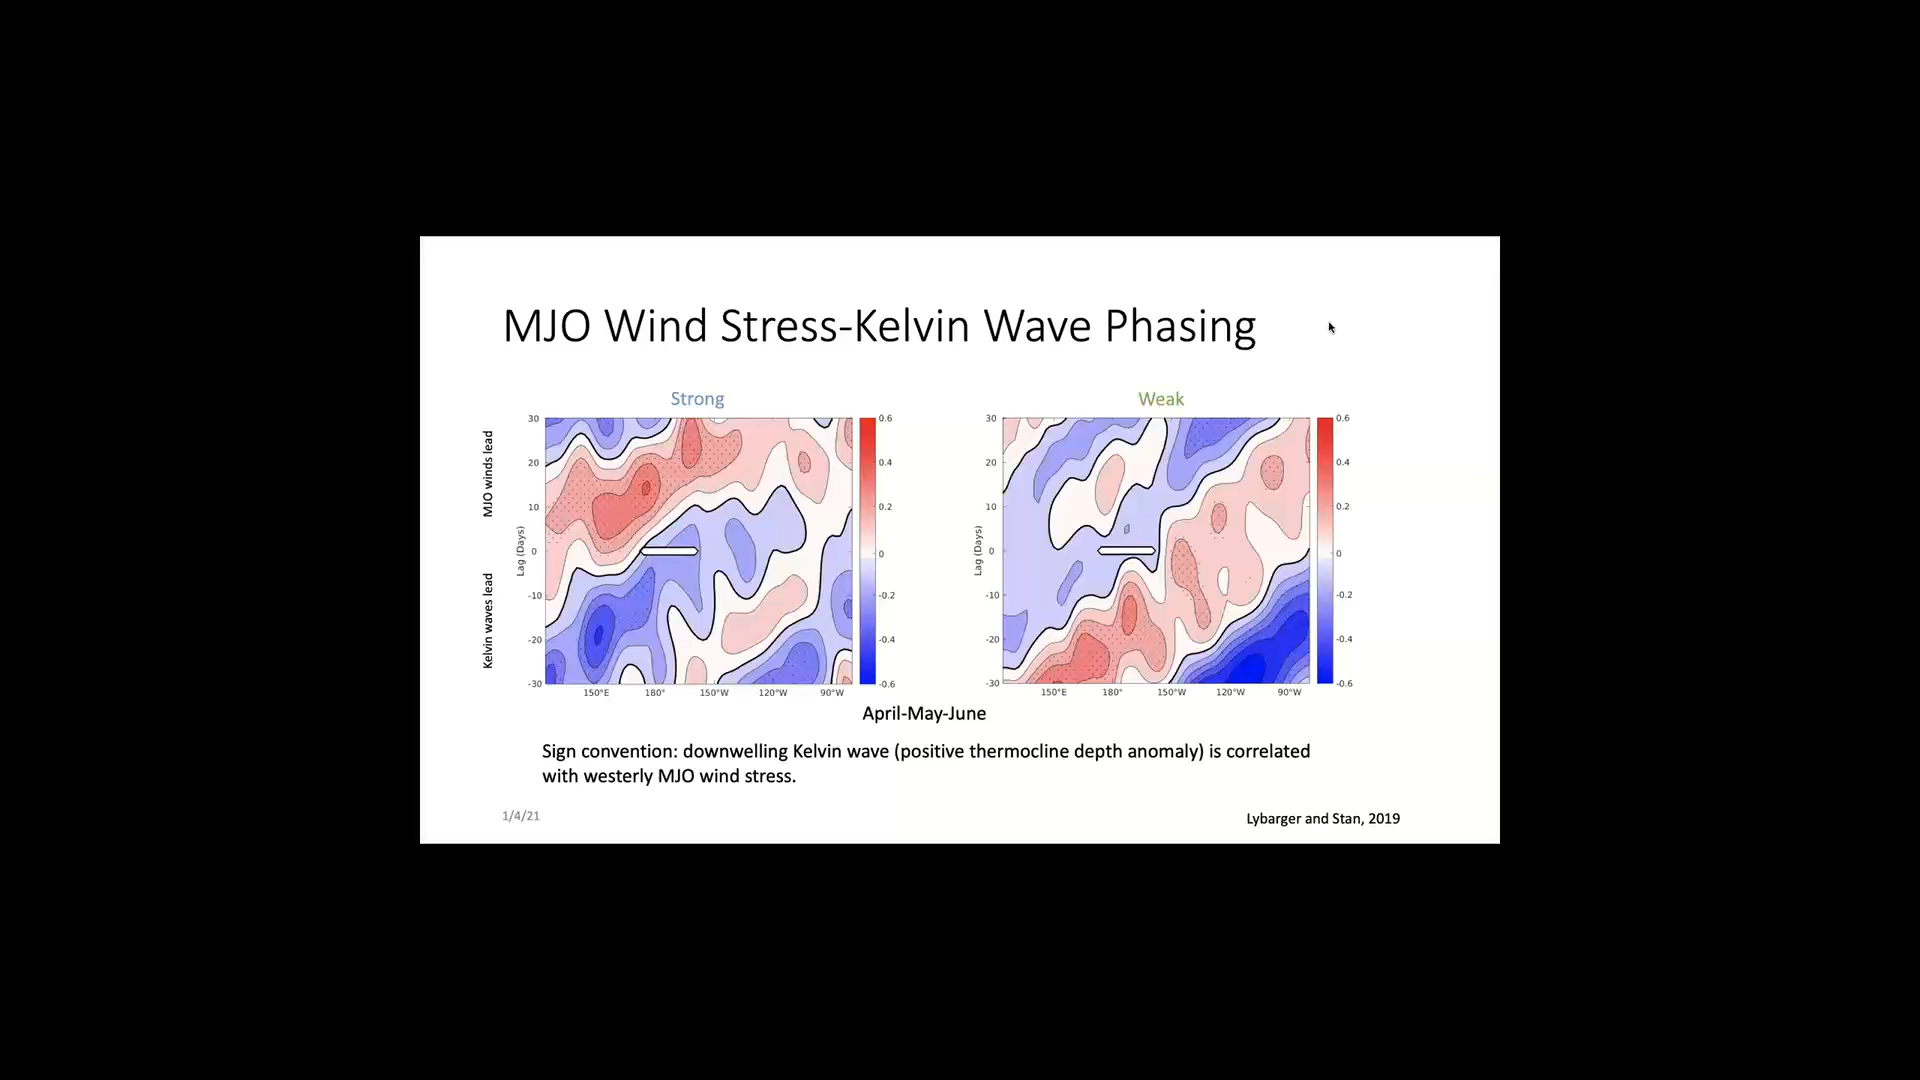 MJO Wind Stress-Kelvin Wave Phasing
Strong
Weak
MJO winds lead
Kelvin waves lead
Lag (Days)
30
20
10
0
-10
-20
-30
150°E
180°
150°W
120°W
90°W
0.6
0.4
0.2
0
-0.2
-0.4
-0.6
Lag (Days)
30
20
10
0
-10
-20
-30
150°E
180°
150°W
120°W
90°W
0.6
0.4
0.2
0
-0.2
-0.4
-0.6
April-May-June
Sign convention: downwelling Kelvin wave (positive thermocline depth anomaly) is correlated
with westerly MJO wind stress.
1/4/21
Lybarger and Stan, 2019